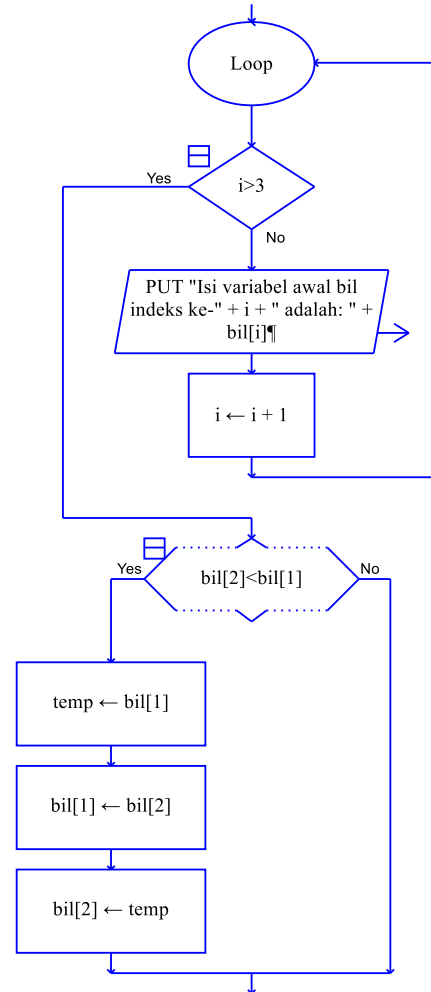 Loop
i>3
Yes
No
PUT "Isi variabel awal bil
indeks ke-" + i + " adalah: " +
bil[i]¶
i ← i + 1
bil[2]<bil[1]
Yes
No
temp ← bil[1]
bil[1] ← bil[2]
bil[2] ← temp